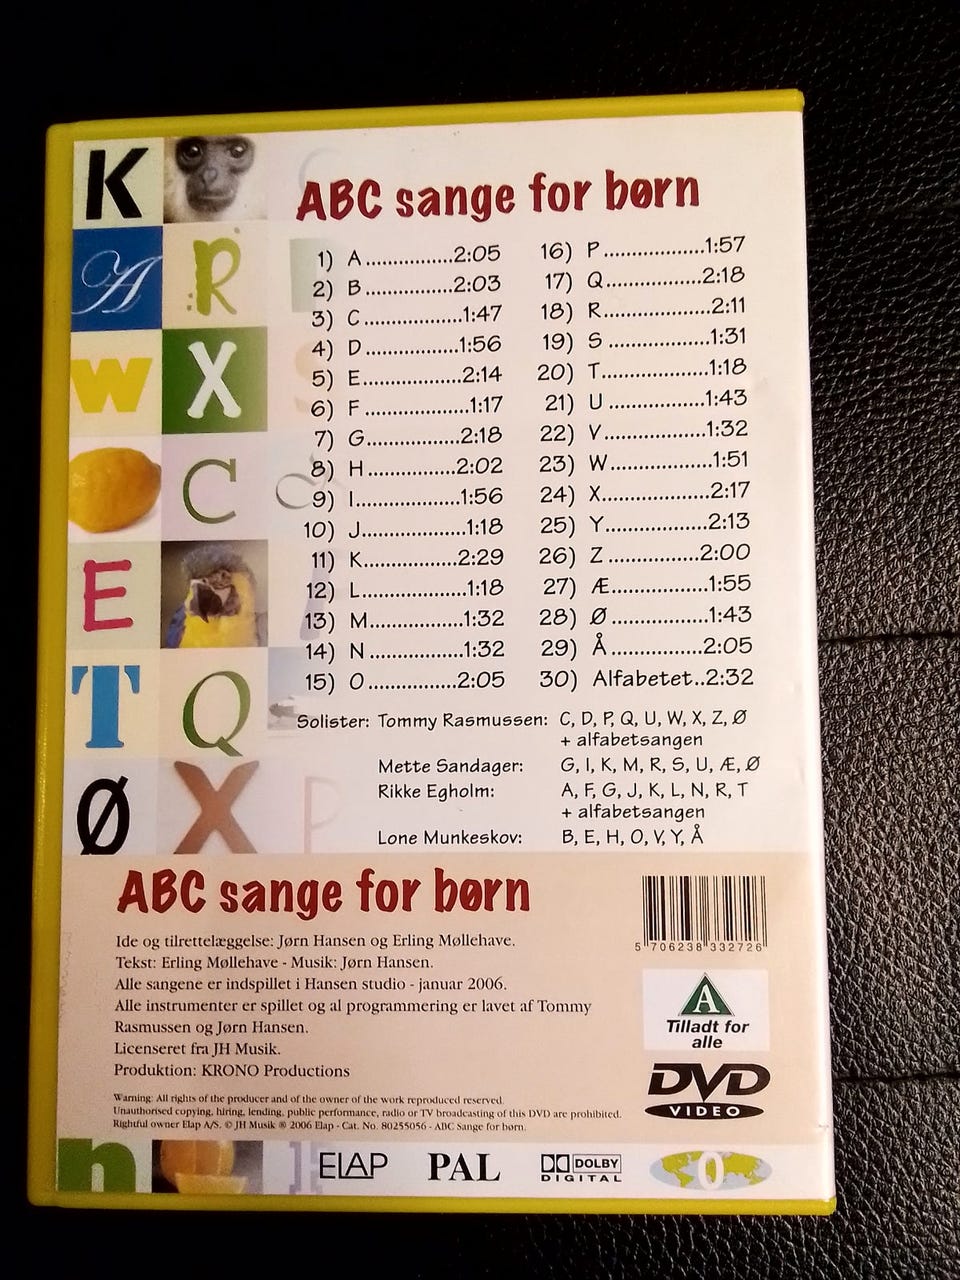 K
A
R
W
X
C
E
T
Q
Ø
X
P
n
ABC sange for børn
1) A................2:05
2) B................2:03
3) C..................1:47
4) D.................1:56
5) E..................2:14
6) F...................1:17
7) G.................2:18
8) H................2:02
9) I...................1:56
10) J...................1:18
11) K.................2:29
12) L...................1:18
13) M.................1:32
14) N.................1:32
15) O................2:05
16) P...................1:57
17) Q.................2:18
18) R...................2:11
19) S..................1:31
20) T...................1:18
21) U..................1:43
22) V...................1:32
23) W...................1:51
24) X....................2:17
25) Y...................2:13
26) Z.................2:00
27) Æ..................1:55
28) Ø..................1:43
29) Å.................2:05
30) Alfabetet..2:32
Solister: Tommy Rasmussen: C, D, P, Q, U, W, X, Z, Ø
+ alfabetsangen
Mette Sandager: G, I, K, M, R, S, U, Æ, Ø
Rikke Egholm: A, F, G, J, K, L, N, R, T
+ alfabetsangen
Lone Munkeskov: B, E, H, O, V, Y, Å
ABC sange for børn
Ide og tilrettelæggelse: Jørn Hansen og Erling Møllehave.
Tekst: Erling Møllehave - Musik: Jørn Hansen.
Alle sangene er indspillet i Hansen studio - januar 2006.
Alle instrumenter er spillet og al programmering er lavet af Tommy
Rasmussen og Jørn Hansen.
Licenseret fra JH Musik.
Produktion: KRONO Productions
Warning: All rights of the producer and of the owner of the work reproduced reserved.
Unauthorised copying, hiring, lending, public performance, radio or TV broadcasting of this DVD are prohibited.
Rightful owner Elap A/S. © JH Musik ® 2006 Elap - Cat. No. 80255056 - ABC Sange for børn.
5 706238 332726
A
Tilladt for
alle
DVD
VIDEO
ELAP
PAL
DOLBY
DIGITAL
0